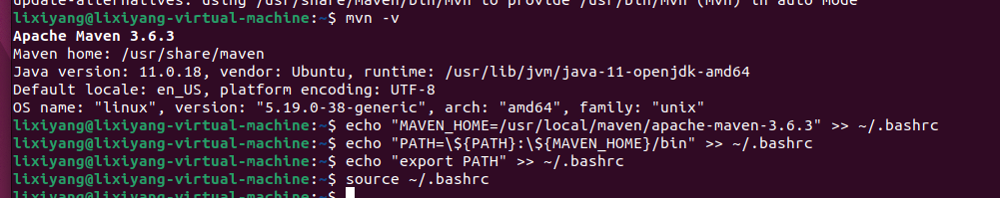 update-alternatives: using /usr/share/maven/bin/mvn to provide /usr/bin/mvn (mvn) in auto mode
lixiyang@lixiyang-virtual-machine:~$ mvn -v
Apache Maven 3.6.3
Maven home: /usr/share/maven
Java version: 11.0.18, vendor: Ubuntu, runtime: /usr/lib/jvm/java-11-openjdk-amd64
Default locale: en_US, platform encoding: UTF-8
OS name: "linux", version: "5.19.0-38-generic", arch: "amd64", family: "unix"
lixiyang@lixiyang-virtual-machine:~$ echo "MAVEN_HOME=/usr/local/maven/apache-maven-3.6.3" >> ~/.bashrc
lixiyang@lixiyang-virtual-machine:~$ echo "PATH=\${PATH}:\${MAVEN_HOME}/bin" >> ~/.bashrc
lixiyang@lixiyang-virtual-machine:~$ echo "export PATH" >> ~/.bashrc
lixiyang@lixiyang-virtual-machine:~$ source ~/.bashrc
lixiyang@lixiyang-virtual-machine:~$